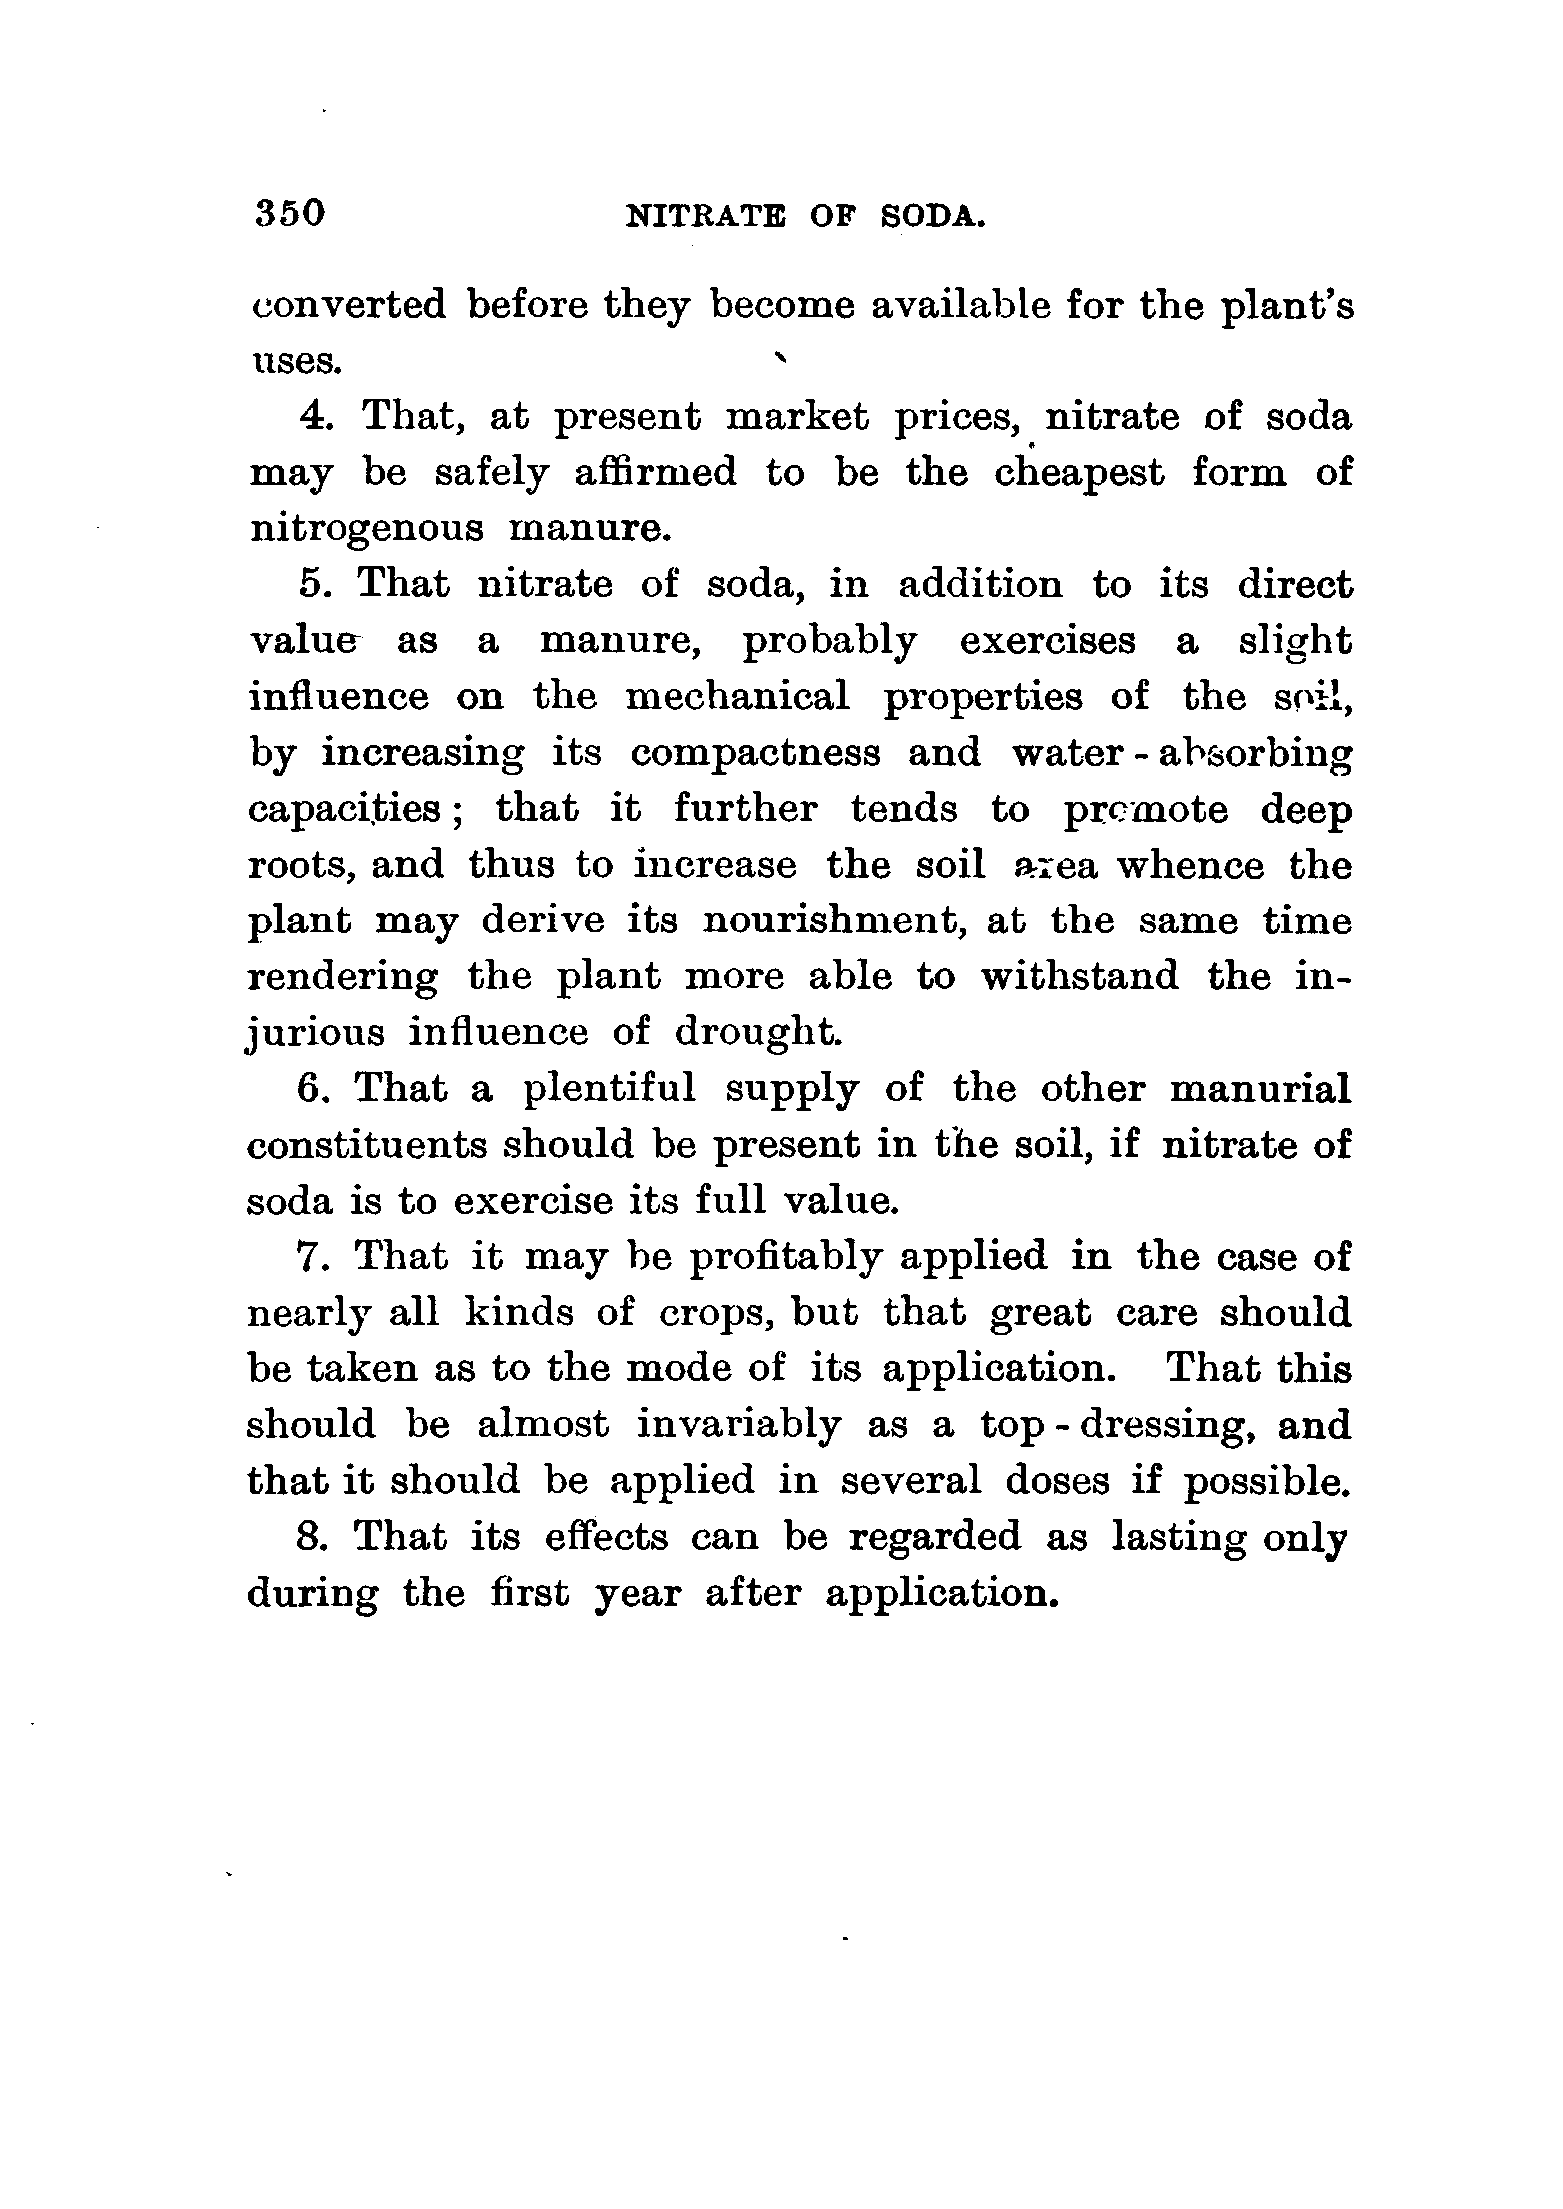 350 NITRATE OF SODA.
converted before they become available for the plant's
uses.
4. That, at present market prices, nitrate of soda
may be safely affirmed to be the cheapest form of
nitrogenous manure.
5. That nitrate of soda, in addition to its direct
value as a manure, probably exercises a slight
influence on the mechanical properties of the soil,
by increasing its compactness and water-absorbing
capacities; that it further tends to promote deep
roots, and thus to increase the soil area whence the
plant may derive its nourishment, at the same time
rendering the plant more able to withstand the in-
jurious influence of drought.
6. That a plentiful supply of the other manurial
constituents should be present in the soil, if nitrate of
soda is to exercise its full value.
7. That it may be profitably applied in the case of
nearly all kinds of crops, but that great care should
be taken as to the mode of its application. That this
should be almost invariably as a top-dressing, and
that it should be applied in several doses if possible.
8. That its effects can be regarded as lasting only
during the first year after application.